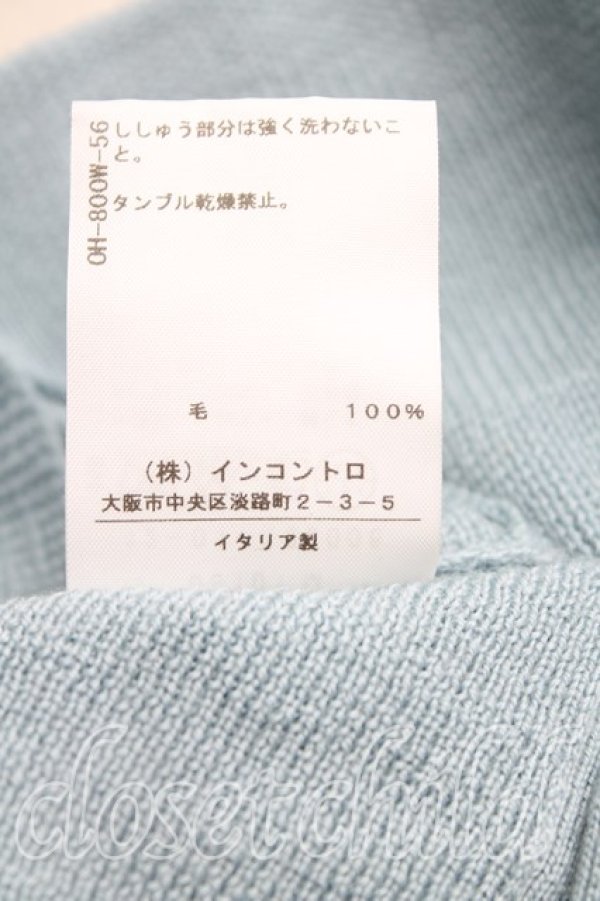 OH-800W-56
ししゅう部分は強く洗わないこ
と。
タンブル乾燥禁止。
毛 100%
(株)インコントロ
大阪市中央区淡路町2-3-5
イタリア製
closet child